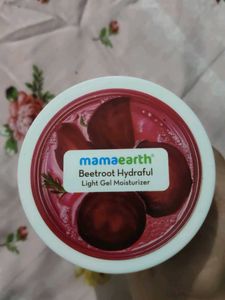 mamaearth
Beetroot Hydraful
Light Gel Moisturizer